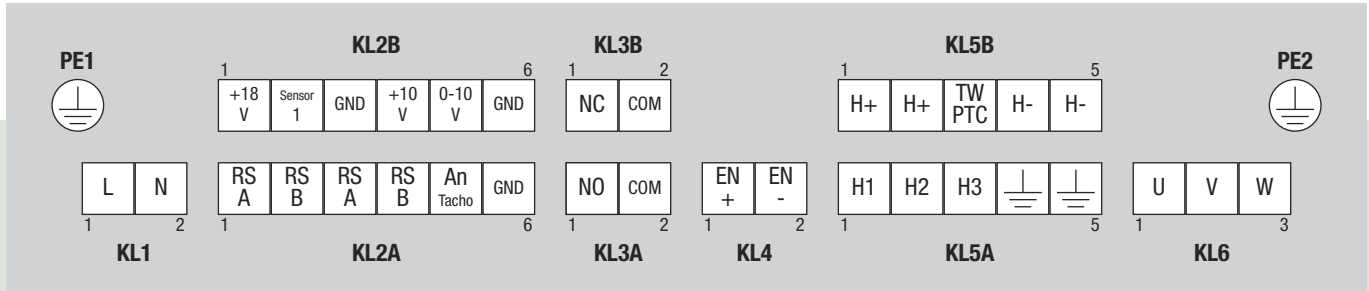 KL2B KL3B KL5B
PE1 PE2
1 6 1 2 1 5
+18 V Sensor 1 GND +10 V 0-10 V GND NC COM H+ H+ TW PTC H- H-
L N RS A RS B RS A RS B An Tacho GND NO COM EN + EN - H1 H2 H3 U V W
1 2 1 6 1 2 1 2 1 5 1 3
KL1 KL2A KL3A KL4 KL5A KL6